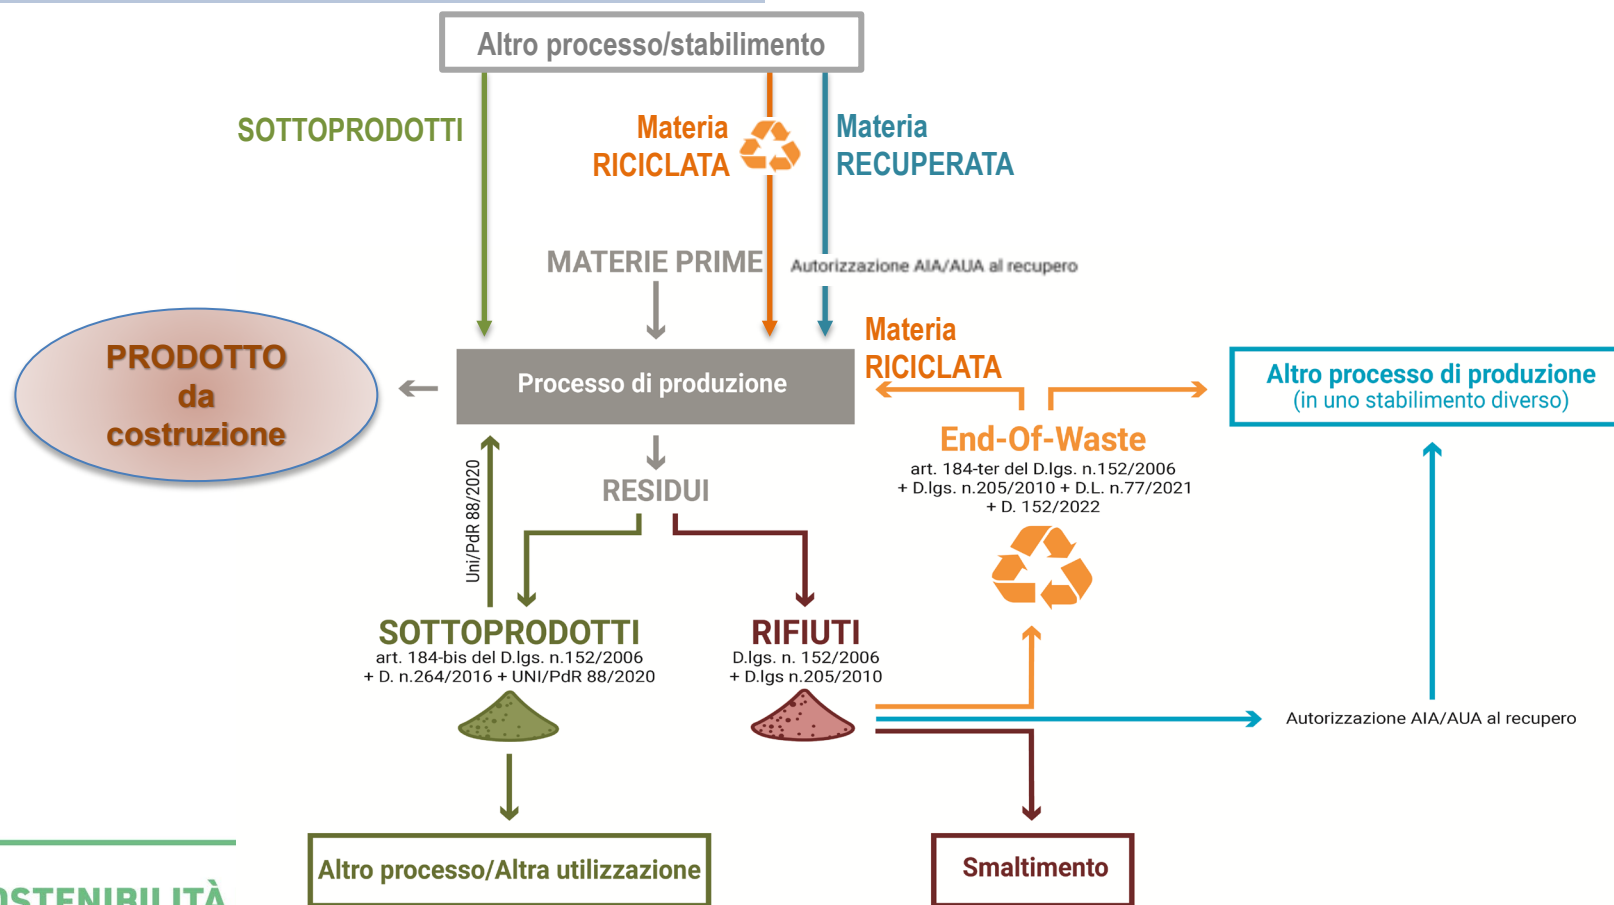 Altro processo/stabilimento
SOTTOPRODOTTI
Materia
RICICLATA
Materia
RECUPERATA
MATERIE PRIME
Autorizzazione AIA/AUA al recupero
PRODOTTO
da
costruzione
Processo di produzione
Materia
RICICLATA
Altro processo di produzione
(in uno stabilimento diverso)
End-Of-Waste
art. 184-ter del D.lgs. n.152/2006
+ D.lgs. n.205/2010 + D.L. n.77/2021
+ D. 152/2022
Uni/PdR 88/2020
RESIDUI
SOTTOPRODOTTI
art. 184-bis del D.lgs. n.152/2006
+ D. n.264/2016 + UNI/PdR 88/2020
RIFIUTI
D.lgs. n. 152/2006
+ D.lgs n.205/2010
Autorizzazione AIA/AUA al recupero
Altro processo/Altra utilizzazione
Smaltimento
OSTENIBILITÀ